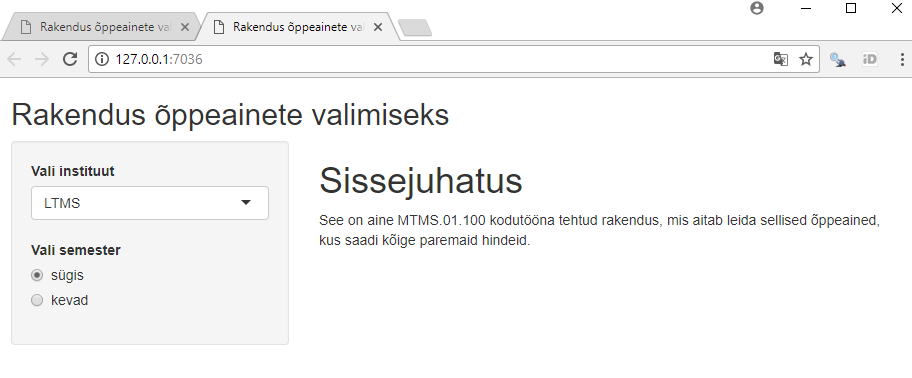 Rakendus õppeainete va
Rakendus õppeainete va
127.0.0.1:7036
iD
Rakendus õppeainete valimiseks
Vali instituut
LTMS
Vali semester
sügis
kevad
Sissejuhatus
See on aine MTMS.01.100 kodutööna tehtud rakendus, mis aitab leida sellised õppeained,
kus saadi kõige paremaid hindeid.